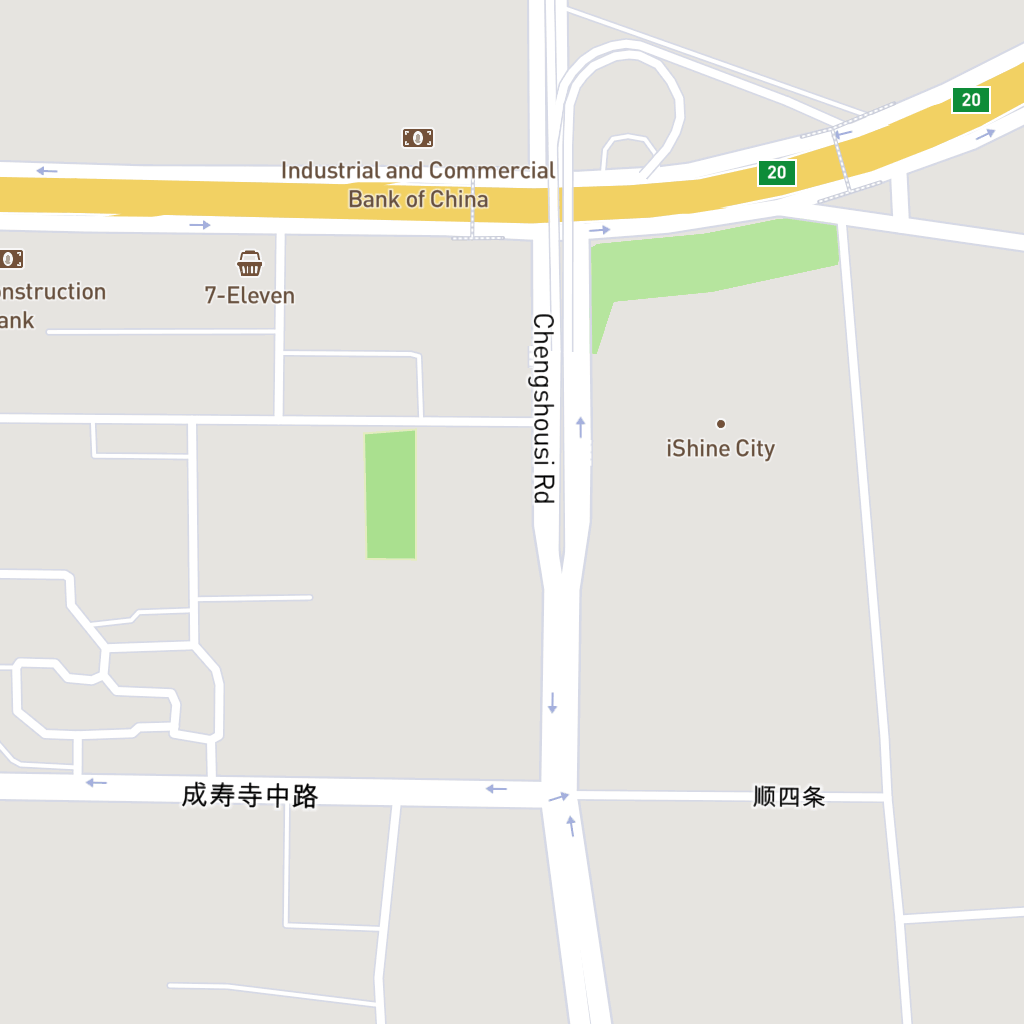 20
20
Industrial and Commercial
Bank of China
onstruction
ank
7-Eleven
Chengshousi Rd
iShine City
成寿寺中路
顺四条